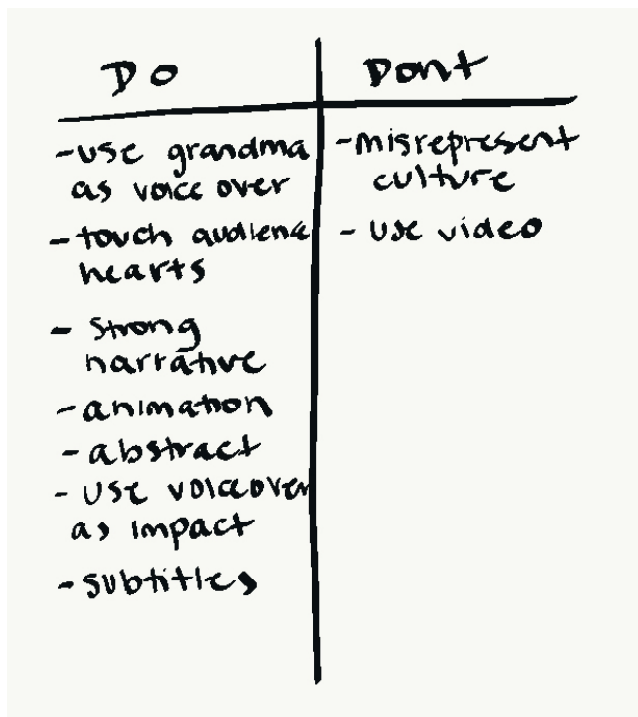 DO
- use grandma
as voice over
- touch audience
hearts
- strong
narrative
- animation
- abstract
- use voiceover
as impact
- subtitles
Dont
- misrepresent
culture
- use video